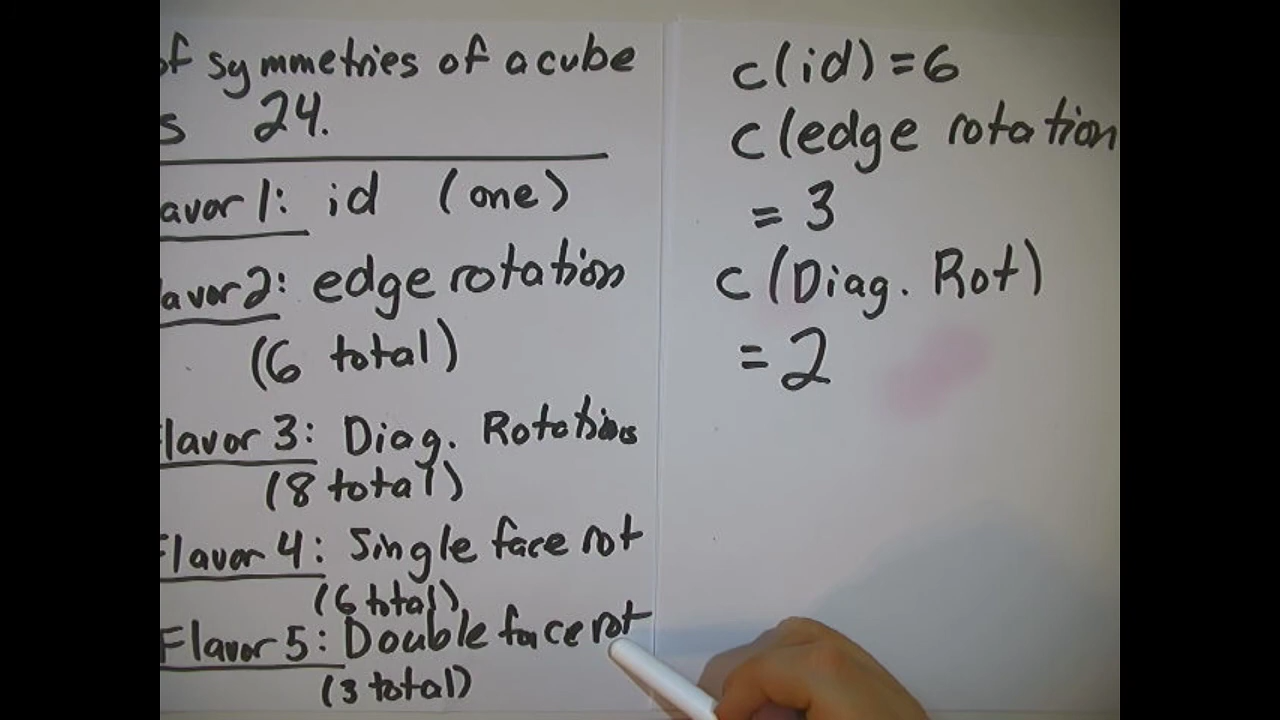 of symmetries of a cube
s 24.
avor 1: id (one)
avor 2: edge rotation
(6 total)
lavor 3: Diag. Rotations
(8 total)
Flavor 4: Single face rot
(6 total)
Flavor 5: Double face rot
(3 total)
c(id) = 6
c(edge rotation
= 3
c(Diag. Rot)
= 2